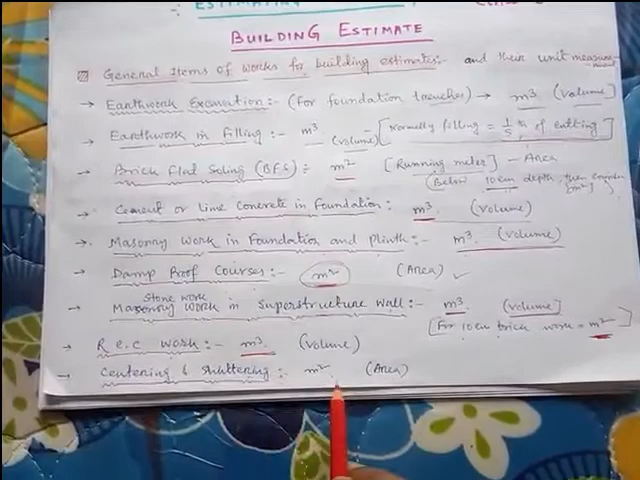 ESTIMATING
BUILDING ESTIMATE
General Items of works for building estimates:- and their unit measurement
→ Earthwork Excavation:- (For foundation trenches) → m³ (Volume)
→ Earthwork in filling:- m³ (Volume) - [Normally filling = 1/5 th of cutting]
→ Brick Flat Soling (BFS): m² [Running meter] - Area
(Below 10cm depth, then
→ Cement or Lime Concrete in Foundation: m³ (Volume)
→ Masonry Work in Foundation and Plinth:- m³ (Volume)
→ Damp Proof Courses:- m² (Area) ✓
→ Masonry Stone work Work in Superstructure Wall:- m³ (Volume]
[For 10cm brick work = m²]
→ R.c.c WORK:- m³ (Volume)
→ Centering & Shuttering:- m² (Area)